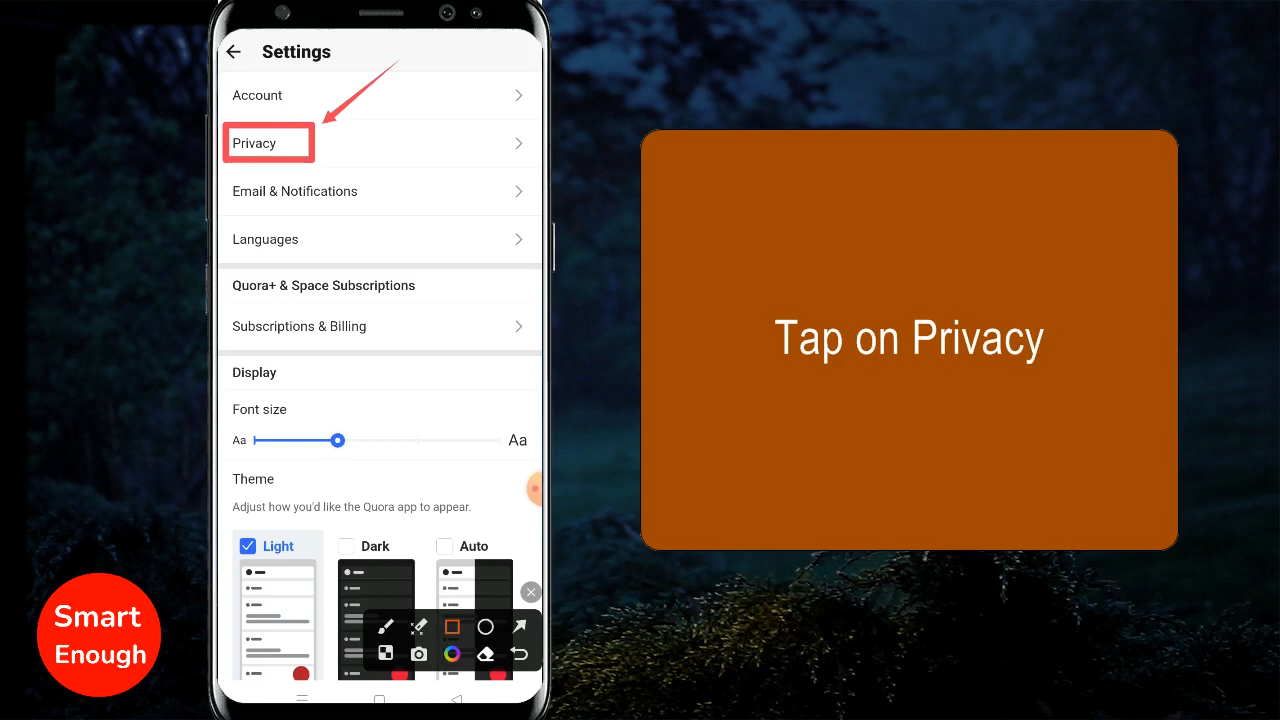 Settings
Account
Privacy
Email & Notifications
Languages
Quora+ & Space Subscriptions
Subscriptions & Billing
Display
Font size
Aa
Aa
Theme
Adjust how you'd like the Quora app to appear.
Light
Dark
Auto
Tap on Privacy
Smart
Enough